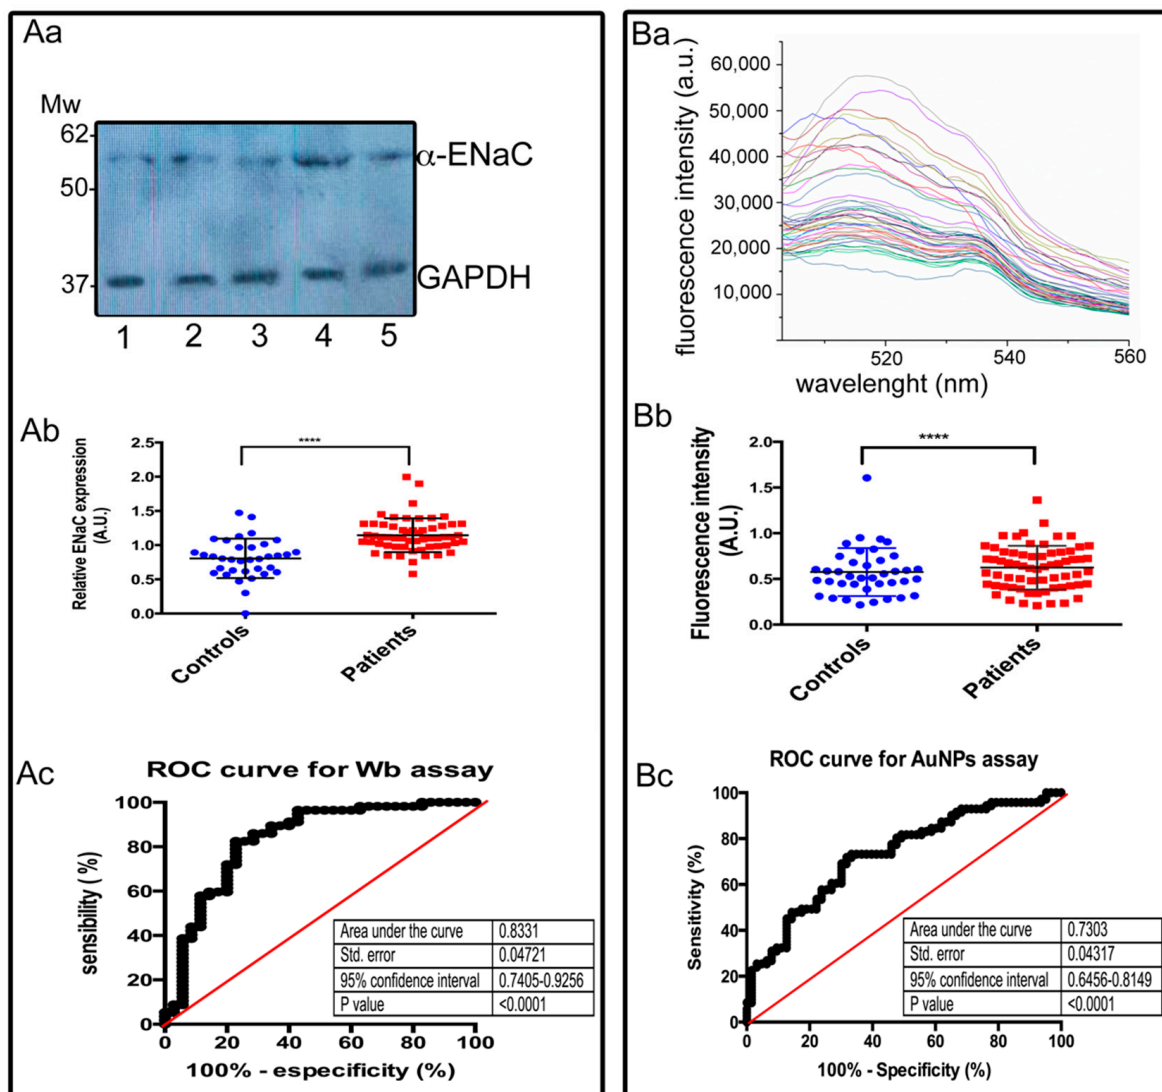 Aa
Mw
62
50
37
α-ENaC
GAPDH
1 2 3 4 5
Ab
Relative ENaC expression
(A.U.)
2.5
2.0
1.5
1.0
0.5
0.0
****
Controls
Patients
Ac
ROC curve for Wb assay
sensibility (%)
100
80
60
40
20
0
0 20 40 60 80 100
100% - especificity (%)
Area under the curve 0.8331
Std. error 0.04721
95% confidence interval 0.7405-0.9256
P value <0.0001
Ba
fluorescence intensity (a.u.)
60,000
50,000
40,000
30,000
20,000
10,000
520 540 560
wavelenght (nm)
Bb
Fluorescence intensity
(A.U.)
2.0
1.5
1.0
0.5
0.0
****
Controls
Patients
Bc
ROC curve for AuNPs assay
Sensitivity (%)
100
80
60
40
20
0
0 20 40 60 80 100
100% - Specificity (%)
Area under the curve 0.7303
Std. error 0.04317
95% confidence interval 0.6456-0.8149
P value <0.0001